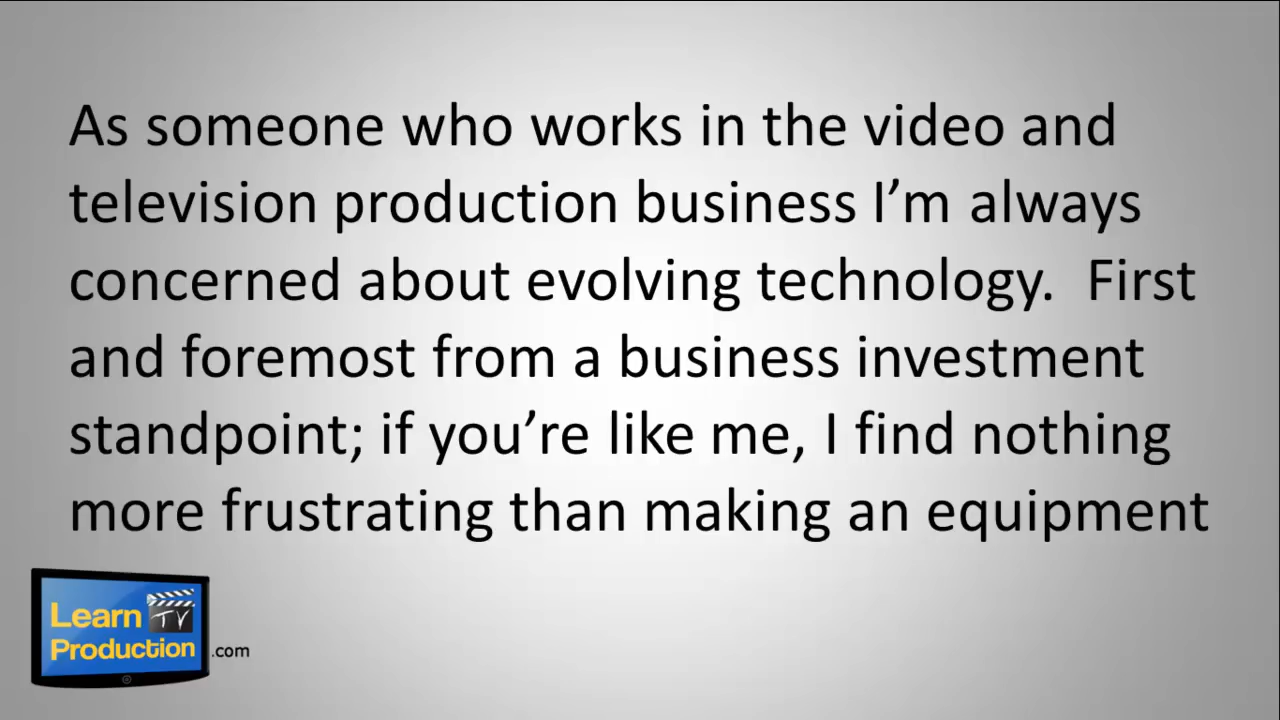 As someone who works in the video and
television production business I’m always
concerned about evolving technology.  First
and foremost from a business investment
standpoint; if you’re like me, I find nothing
more frustrating than making an equipment
Learn TV
Production .com